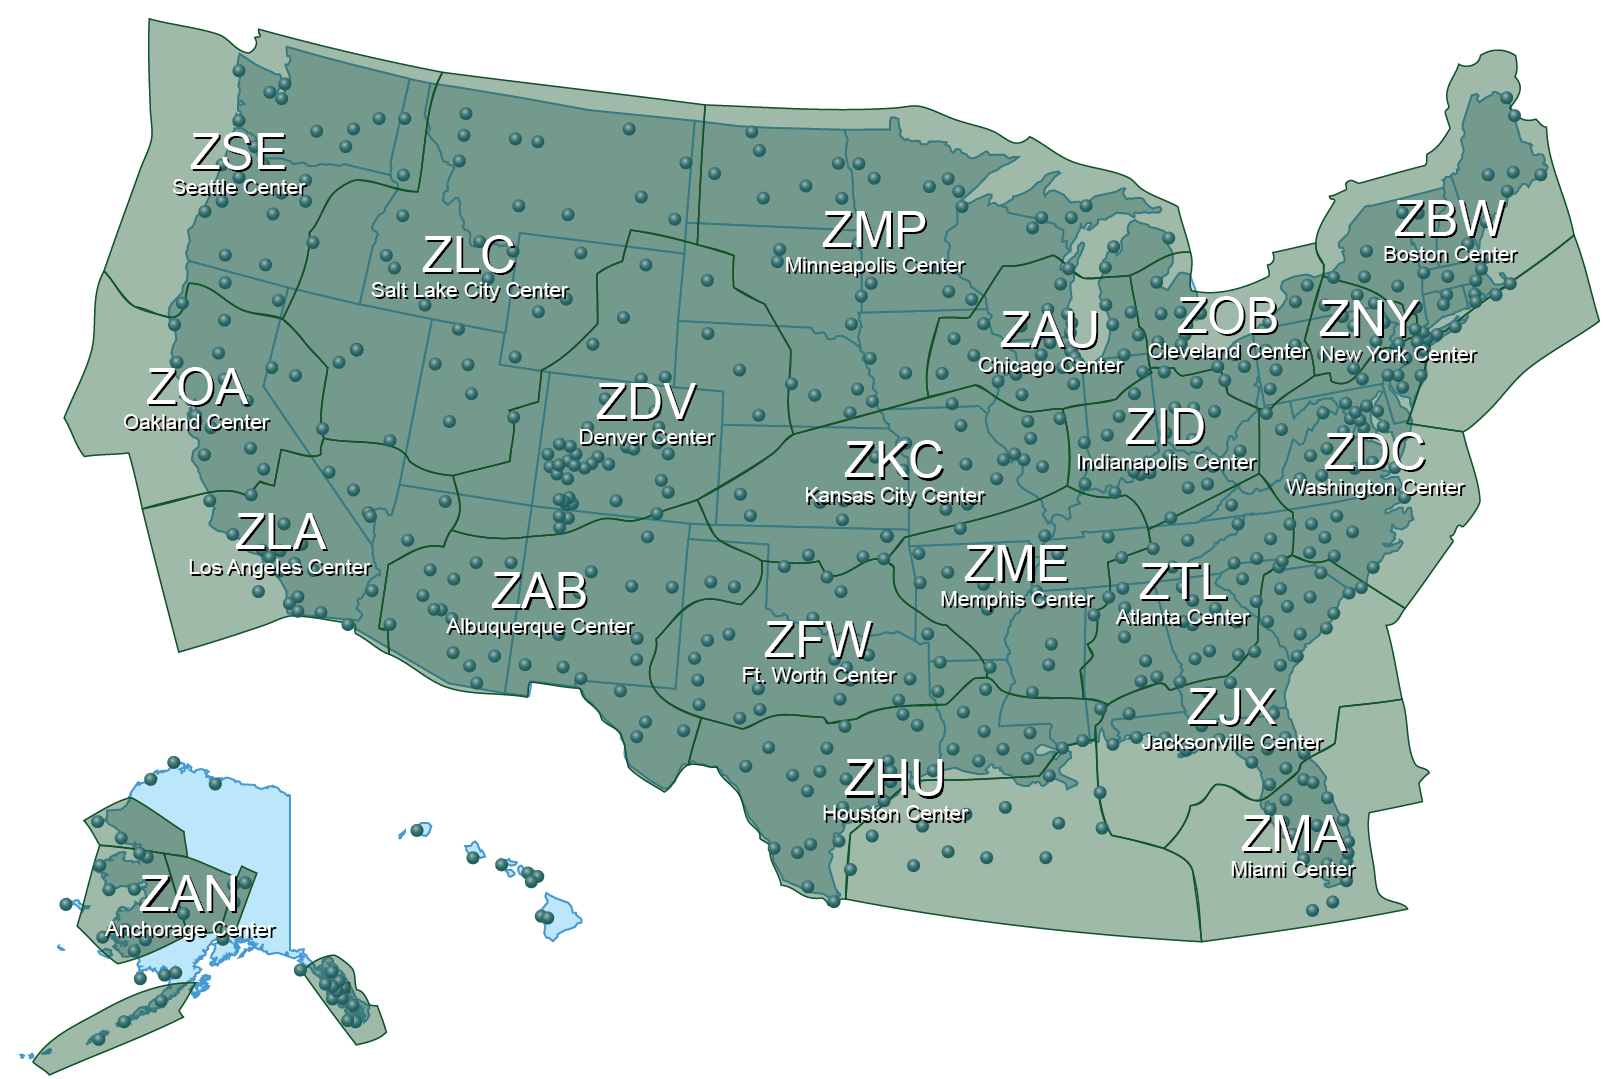 ZSE
Seattle Center
ZLC
Salt Lake City Center
ZMP
Minneapolis Center
ZBW
Boston Center
ZAU
Chicago Center
ZOB
Cleveland Center
ZNY
New York Center
ZOA
Oakland Center
ZDV
Denver Center
ZKC
Kansas City Center
ZID
Indianapolis Center
ZDC
Washington Center
ZLA
Los Angeles Center
ZAB
Albuquerque Center
ZME
Memphis Center
ZTL
Atlanta Center
ZFW
Ft. Worth Center
ZJX
Jacksonville Center
ZHU
Houston Center
ZMA
Miami Center
ZAN
Anchorage Center